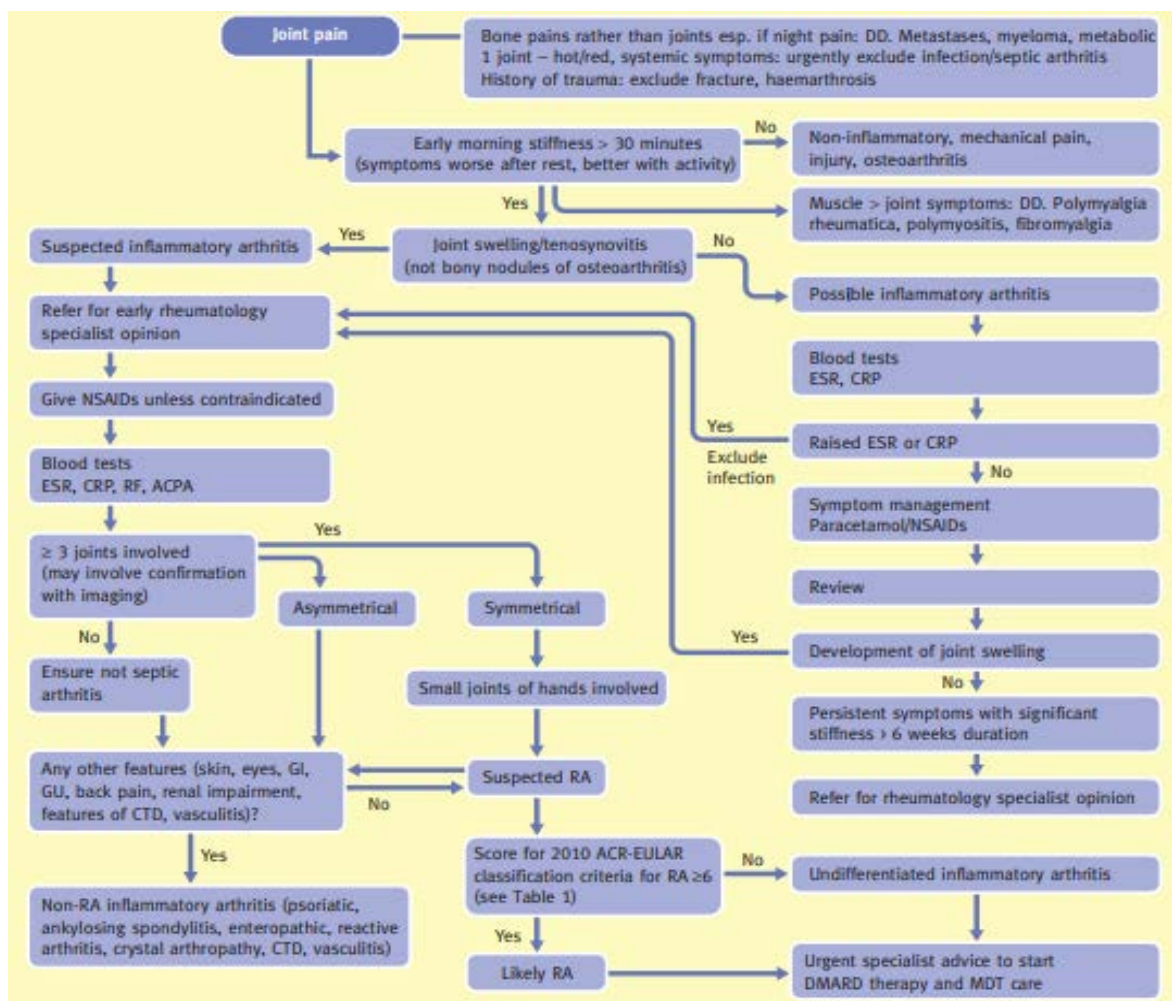 Joint pain
Bone pains rather than joints esp. if night pain: DD. Metastases, myeloma, metabolic
1 joint – hot/red, systemic symptoms: urgently exclude infection/septic arthritis
History of trauma: exclude fracture, haemarthrosis
Early morning stiffness > 30 minutes
(symptoms worse after rest, better with activity)
No
Non-inflammatory, mechanical pain,
injury, osteoarthritis
Yes
Muscle > joint symptoms: DD. Polymyalgia
rheumatica, polymyositis, fibromyalgia
Suspected inflammatory arthritis
Yes
Joint swelling/tenosynovitis
(not bony nodules of osteoarthritis)
No
Possible inflammatory arthritis
Refer for early rheumatology
specialist opinion
Blood tests
ESR, CRP
Give NSAIDs unless contraindicated
Yes
Exclude
infection
Raised ESR or CRP
No
Blood tests
ESR, CRP, RF, ACPA
Symptom management
Paracetamol/NSAIDs
≥ 3 joints involved
(may involve confirmation
with imaging)
Yes
Asymmetrical
Symmetrical
Review
No
Yes
Development of joint swelling
No
Ensure not septic
arthritis
Small joints of hands involved
Persistent symptoms with significant
stiffness > 6 weeks duration
Any other features (skin, eyes, GI,
GU, back pain, renal impairment,
features of CTD, vasculitis)?
No
Suspected RA
Refer for rheumatology specialist opinion
Yes
Score for 2010 ACR-EULAR
classification criteria for RA ≥6
(see Table 1)
No
Undifferentiated inflammatory arthritis
Non-RA inflammatory arthritis (psoriatic,
ankylosing spondylitis, enteropathic, reactive
arthritis, crystal arthropathy, CTD, vasculitis)
Yes
Likely RA
Urgent specialist advice to start
DMARD therapy and MDT care